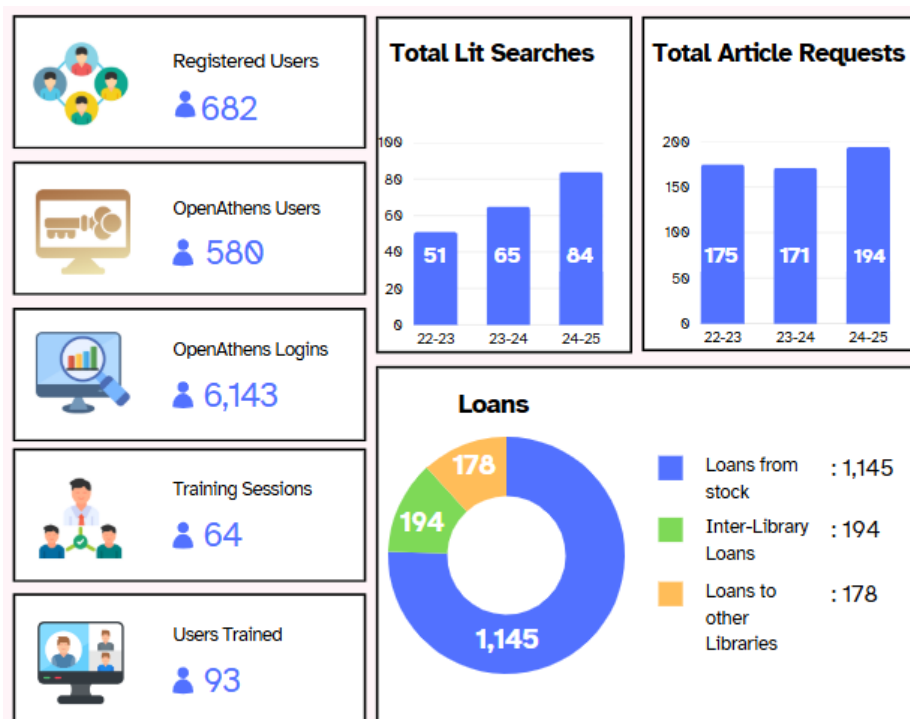 Registered Users
682
OpenAthens Users
580
OpenAthens Logins
6,143
Training Sessions
64
Users Trained
93
Total Lit Searches
100
80
60
40
20
0
51
65
84
22-23
23-24
24-25
Total Article Requests
200
150
100
50
0
175
171
194
22-23
23-24
24-25
Loans
178
194
1,145
Loans from : 1,145
stock
Inter-Library : 194
Loans
Loans to : 178
other
Libraries